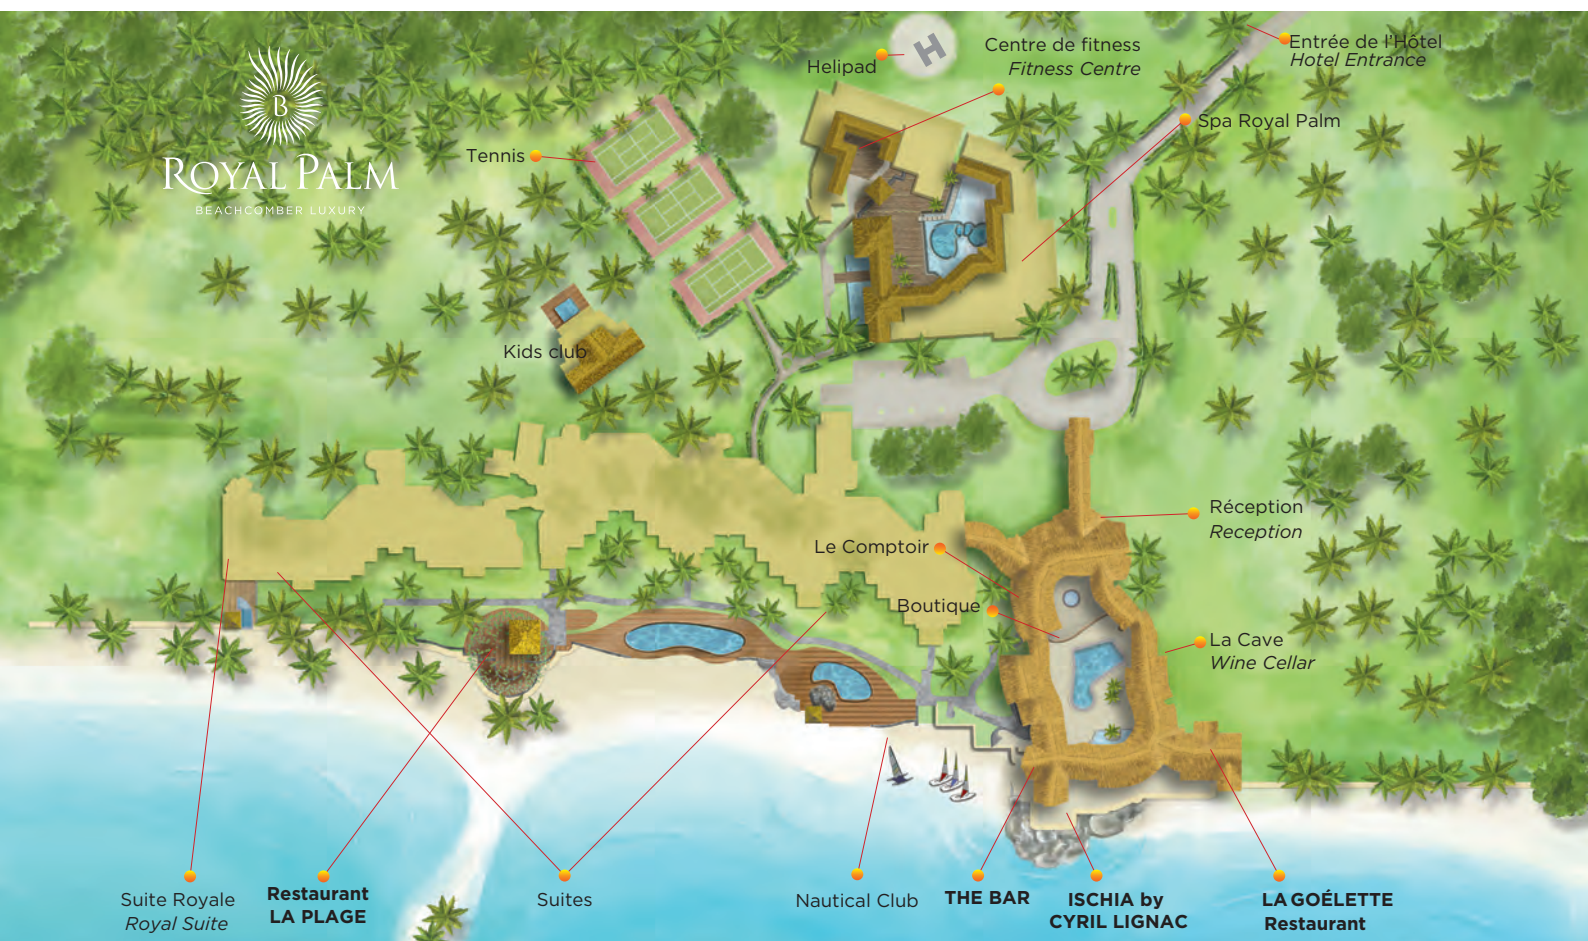 B
ROYAL PALM
BEACHCOMBER LUXURY
Helipad
H
Centre de fitness
Fitness Centre
Entrée de l'Hôtel
Hotel Entrance
Tennis
Spa Royal Palm
Kids club
Réception
Reception
Le Comptoir
Boutique
La Cave
Wine Cellar
Suite Royale
Royal Suite
Restaurant
LA PLAGE
Suites
Nautical Club
THE BAR
ISCHIA by
CYRIL LIGNAC
LA GOÉLETTE
Restaurant